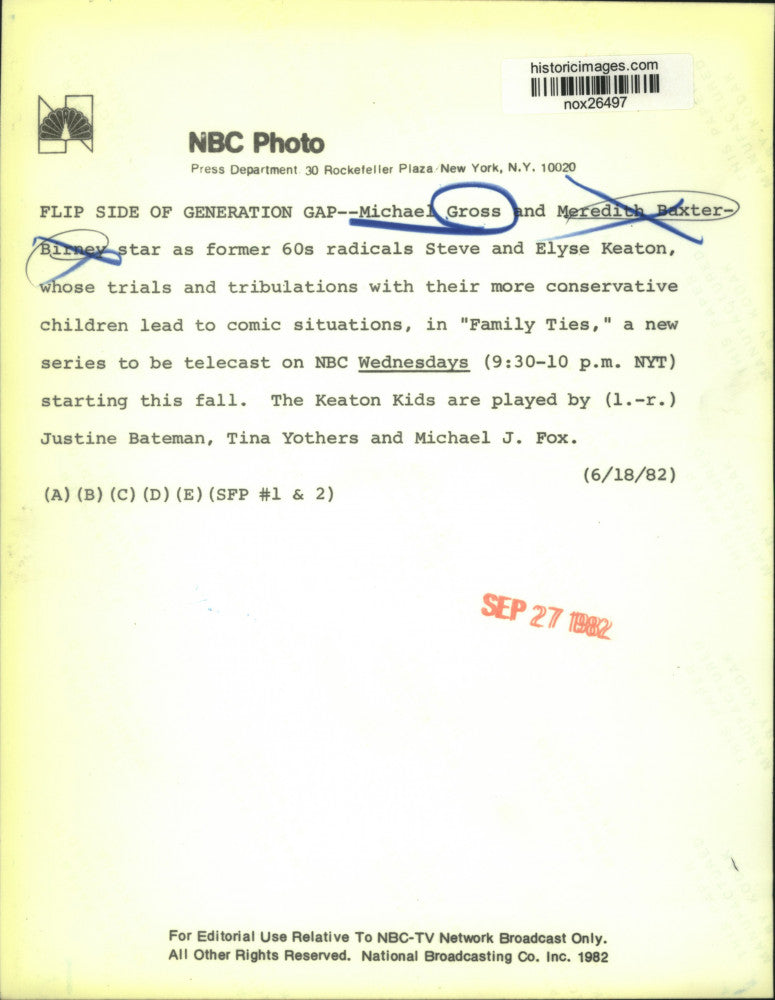 historicimages.com
nox26497
NBC Photo
Press Department 30 Rockefeller Plaza New York, N.Y. 10020
FLIP SIDE OF GENERATION GAP--Michael Gross and Meredith Baxter-
Birney star as former 60s radicals Steve and Elyse Keaton,
whose trials and tribulations with their more conservative
children lead to comic situations, in "Family Ties," a new
series to be telecast on NBC Wednesdays (9:30-10 p.m. NYT)
starting this fall. The Keaton Kids are played by (l.-r.)
Justine Bateman, Tina Yothers and Michael J. Fox.
(6/18/82)
(A)(B)(C)(D)(E)(SFP #1 & 2)
SEP 27 1982
For Editorial Use Relative To NBC-TV Network Broadcast Only.
All Other Rights Reserved. National Broadcasting Co. Inc. 1982